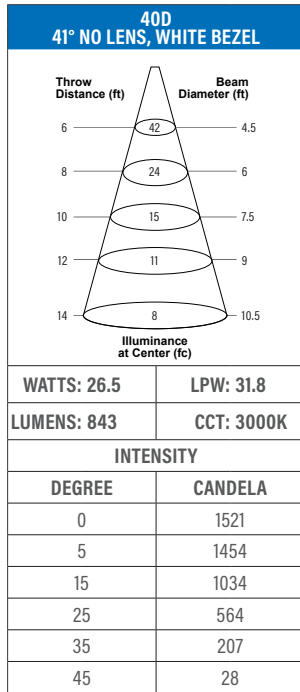 40D
41° NO LENS, WHITE BEZEL
Throw Distance (ft)
Beam Diameter (ft)
6 42 4.5
8 24 6
10 15 7.5
12 11 9
14 8 10.5
Illuminance
at Center (fc)
WATTS: 26.5 LPW: 31.8
LUMENS: 843 CCT: 3000K
INTENSITY
DEGREE CANDELA
0 1521
5 1454
15 1034
25 564
35 207
45 28